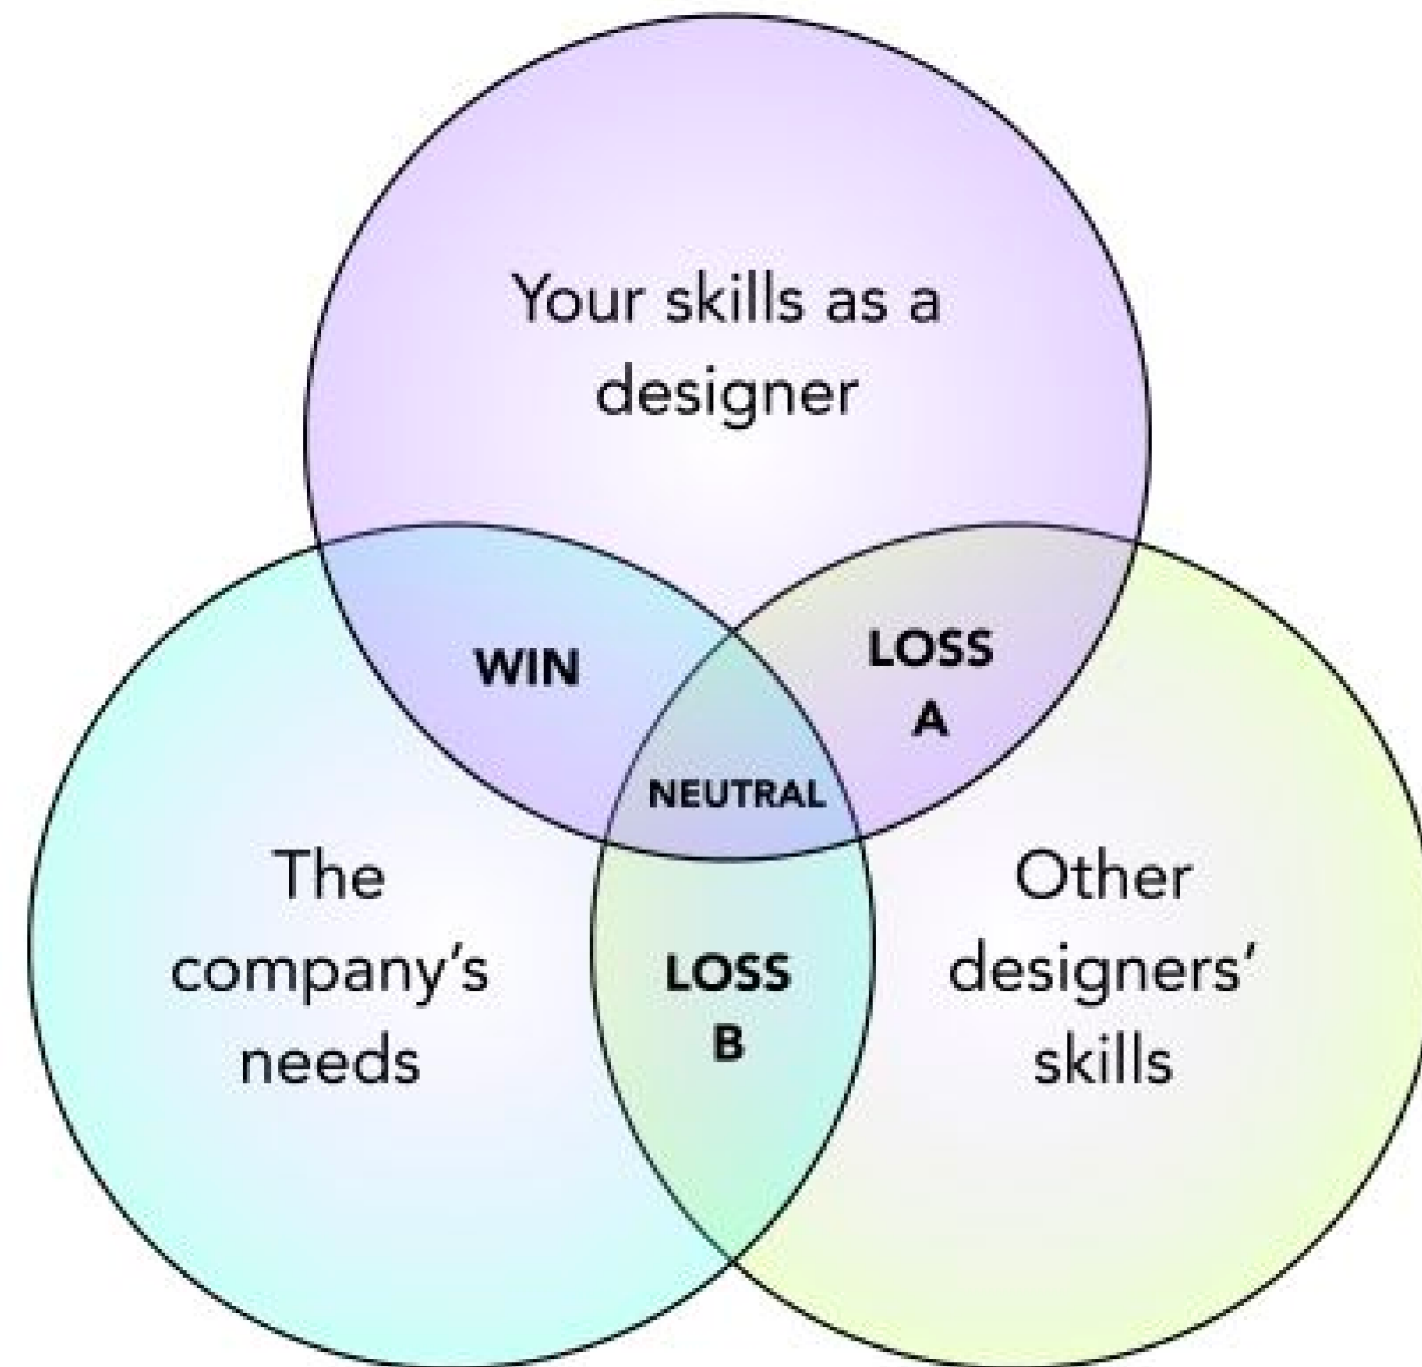 Your skills as a
designer
WIN
LOSS
A
NEUTRAL
The
company’s
needs
LOSS
B
Other
designers’
skills